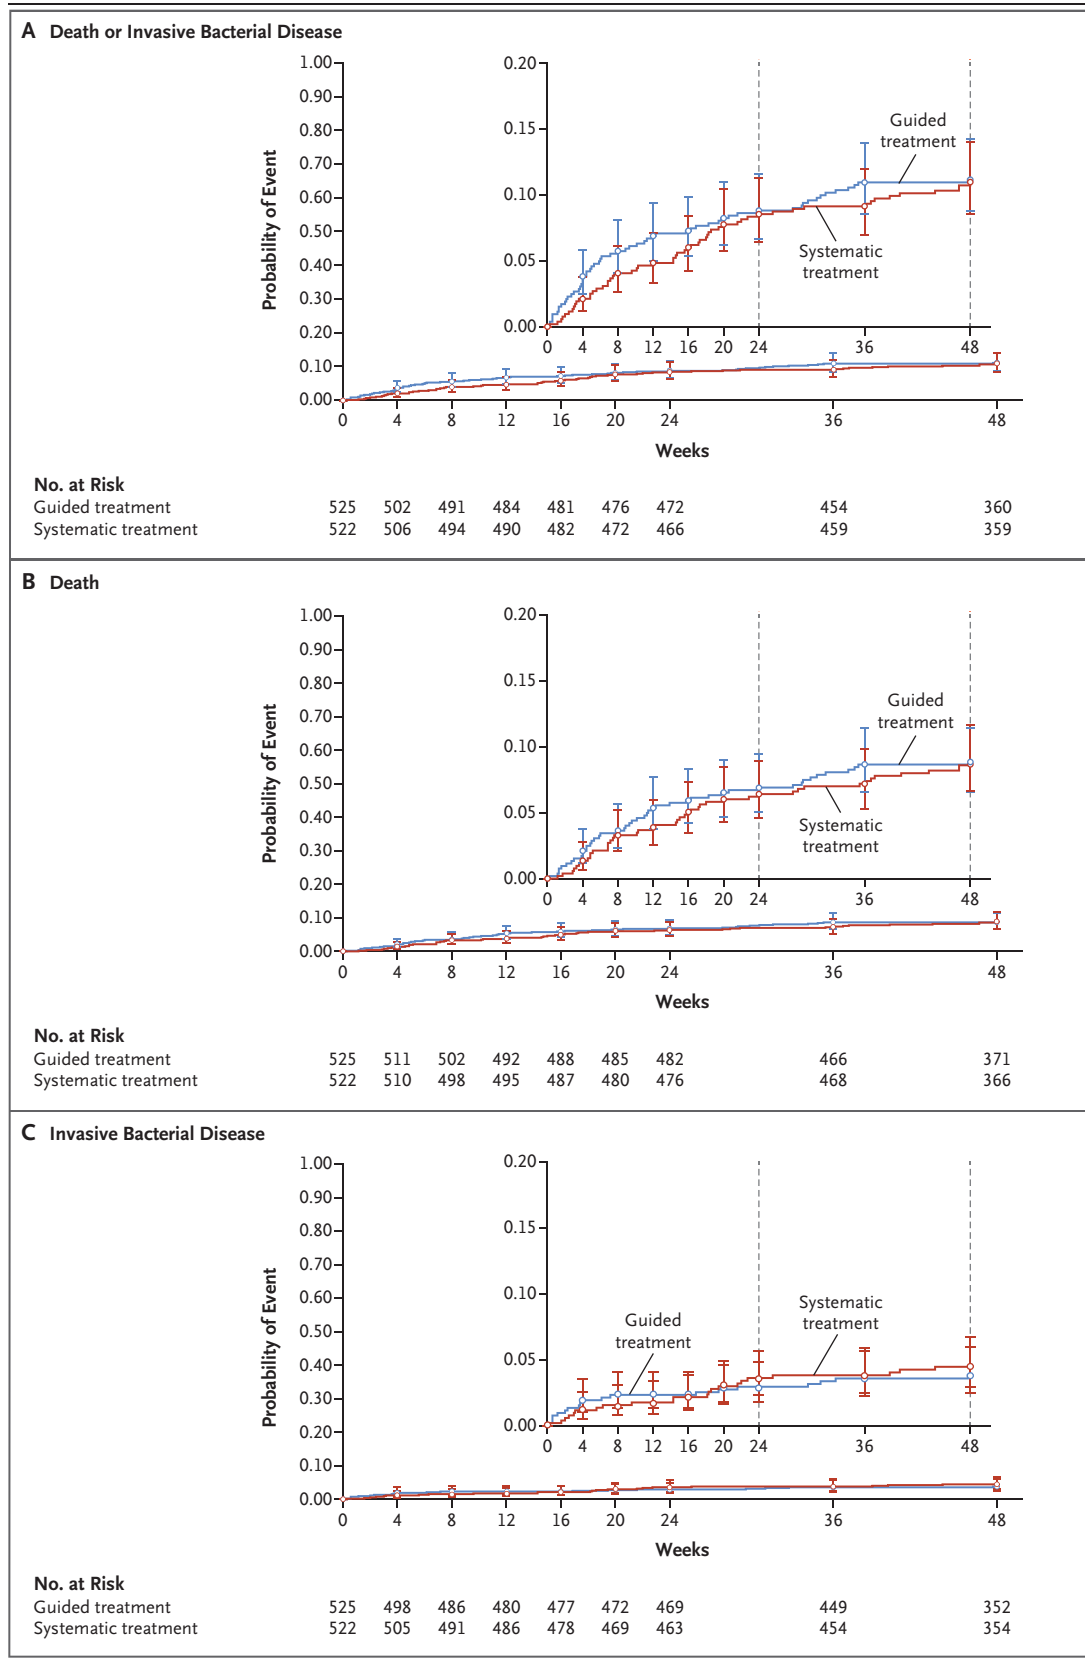 A Death or Invasive Bacterial Disease
Probability of Event
1.00
0.90
0.80
0.70
0.60
0.50
0.40
0.30
0.20
0.10
0.00
0 4 8 12 16 20 24 36 48
Weeks
0.20
0.15
0.10
0.05
0.00
0 4 8 12 16 20 24 36 48
Guided
treatment
Systematic
treatment
No. at Risk
Guided treatment 525 502 491 484 481 476 472 454 360
Systematic treatment 522 506 494 490 482 472 466 459 359
B Death
Probability of Event
1.00
0.90
0.80
0.70
0.60
0.50
0.40
0.30
0.20
0.10
0.00
0 4 8 12 16 20 24 36 48
Weeks
0.20
0.15
0.10
0.05
0.00
0 4 8 12 16 20 24 36 48
Guided
treatment
Systematic
treatment
No. at Risk
Guided treatment 525 511 502 492 488 485 482 466 371
Systematic treatment 522 510 498 495 487 480 476 468 366
C Invasive Bacterial Disease
Probability of Event
1.00
0.90
0.80
0.70
0.60
0.50
0.40
0.30
0.20
0.10
0.00
0 4 8 12 16 20 24 36 48
Weeks
0.20
0.15
0.10
0.05
0.00
0 4 8 12 16 20 24 36 48
Guided
treatment
Systematic
treatment
No. at Risk
Guided treatment 525 498 486 480 477 472 469 449 352
Systematic treatment 522 505 491 486 478 469 463 454 354